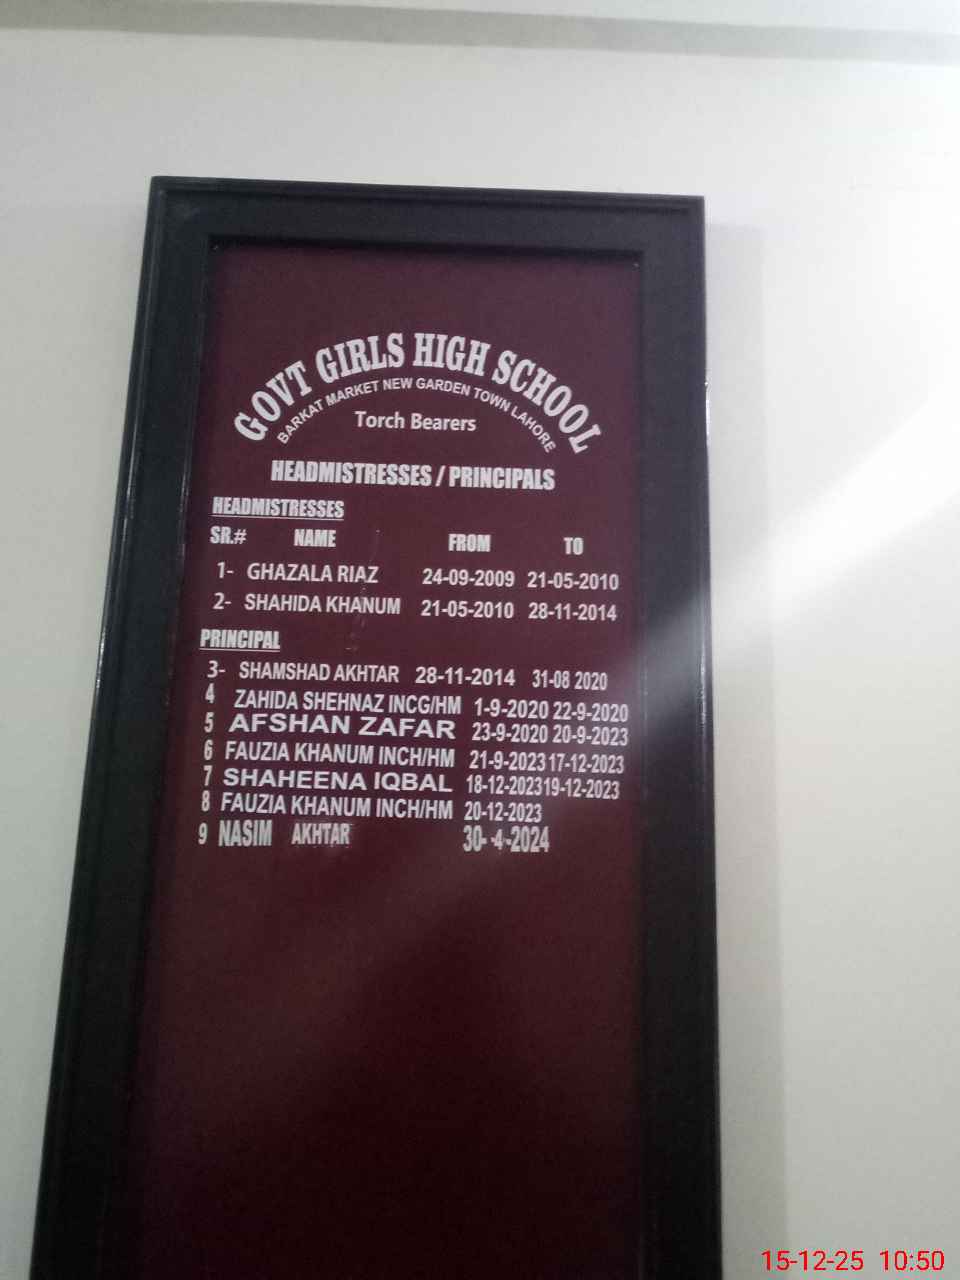 GOVT GIRLS HIGH SCHOOL
BARKAT MARKET NEW GARDEN TOWN LAHORE
Torch Bearers
HEADMISTRESSES / PRINCIPALS
HEADMISTRESSES
SR.# NAME FROM TO
1- GHAZALA RIAZ 24-09-2009 21-05-2010
2- SHAHIDA KHANUM 21-05-2010 28-11-2014
PRINCIPAL
3- SHAMSHAD AKHTAR 28-11-2014 31-08 2020
4 ZAHIDA SHEHNAZ INCG/HM 1-9-2020 22-9-2020
5 AFSHAN ZAFAR 23-9-2020 20-9-2023
6 FAUZIA KHANUM INCH/HM 21-9-2023 17-12-2023
7 SHAHEENA IQBAL 18-12-2023 19-12-2023
8 FAUZIA KHANUM INCH/HM 20-12-2023
9 NASIM AKHTAR 30-4-2024
15-12-25 10:50